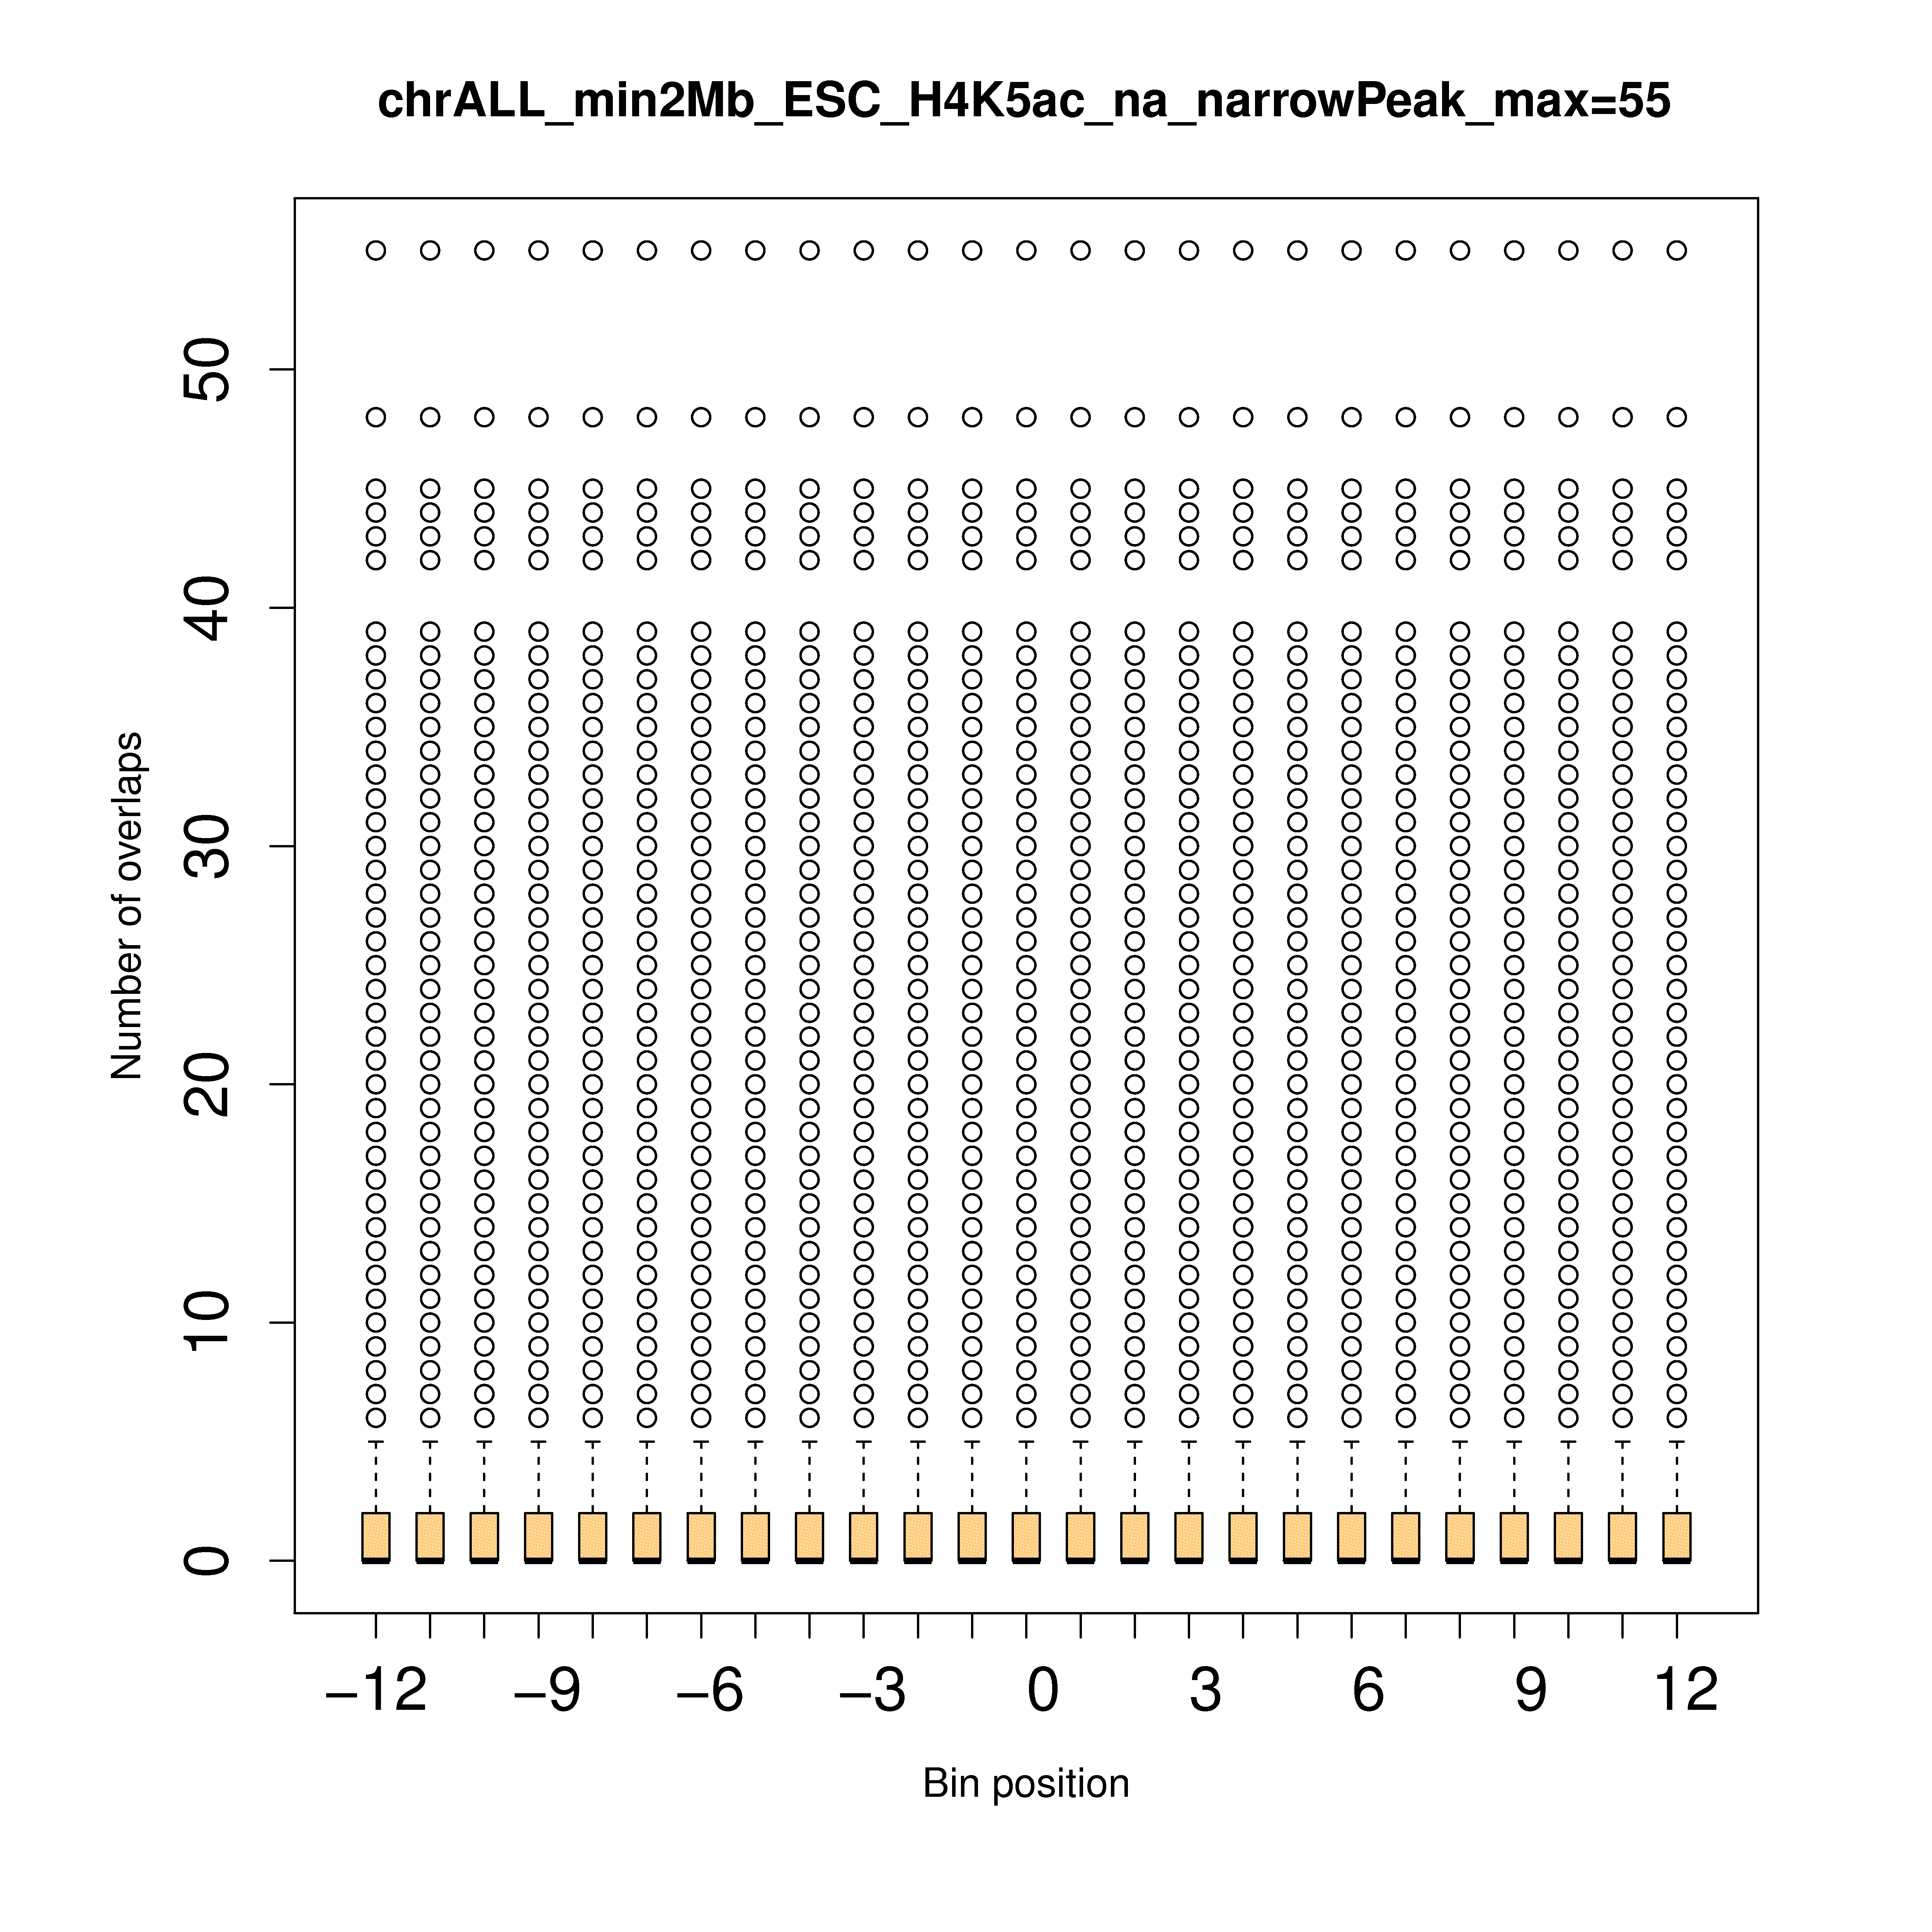 chrALL_min2Mb_ESC_H4K5ac_na_narrowPeak_max=55
50
40
30
20
10
0
Number of overlaps
−12 −9 −6 −3 0 3 6 9 12
Bin position